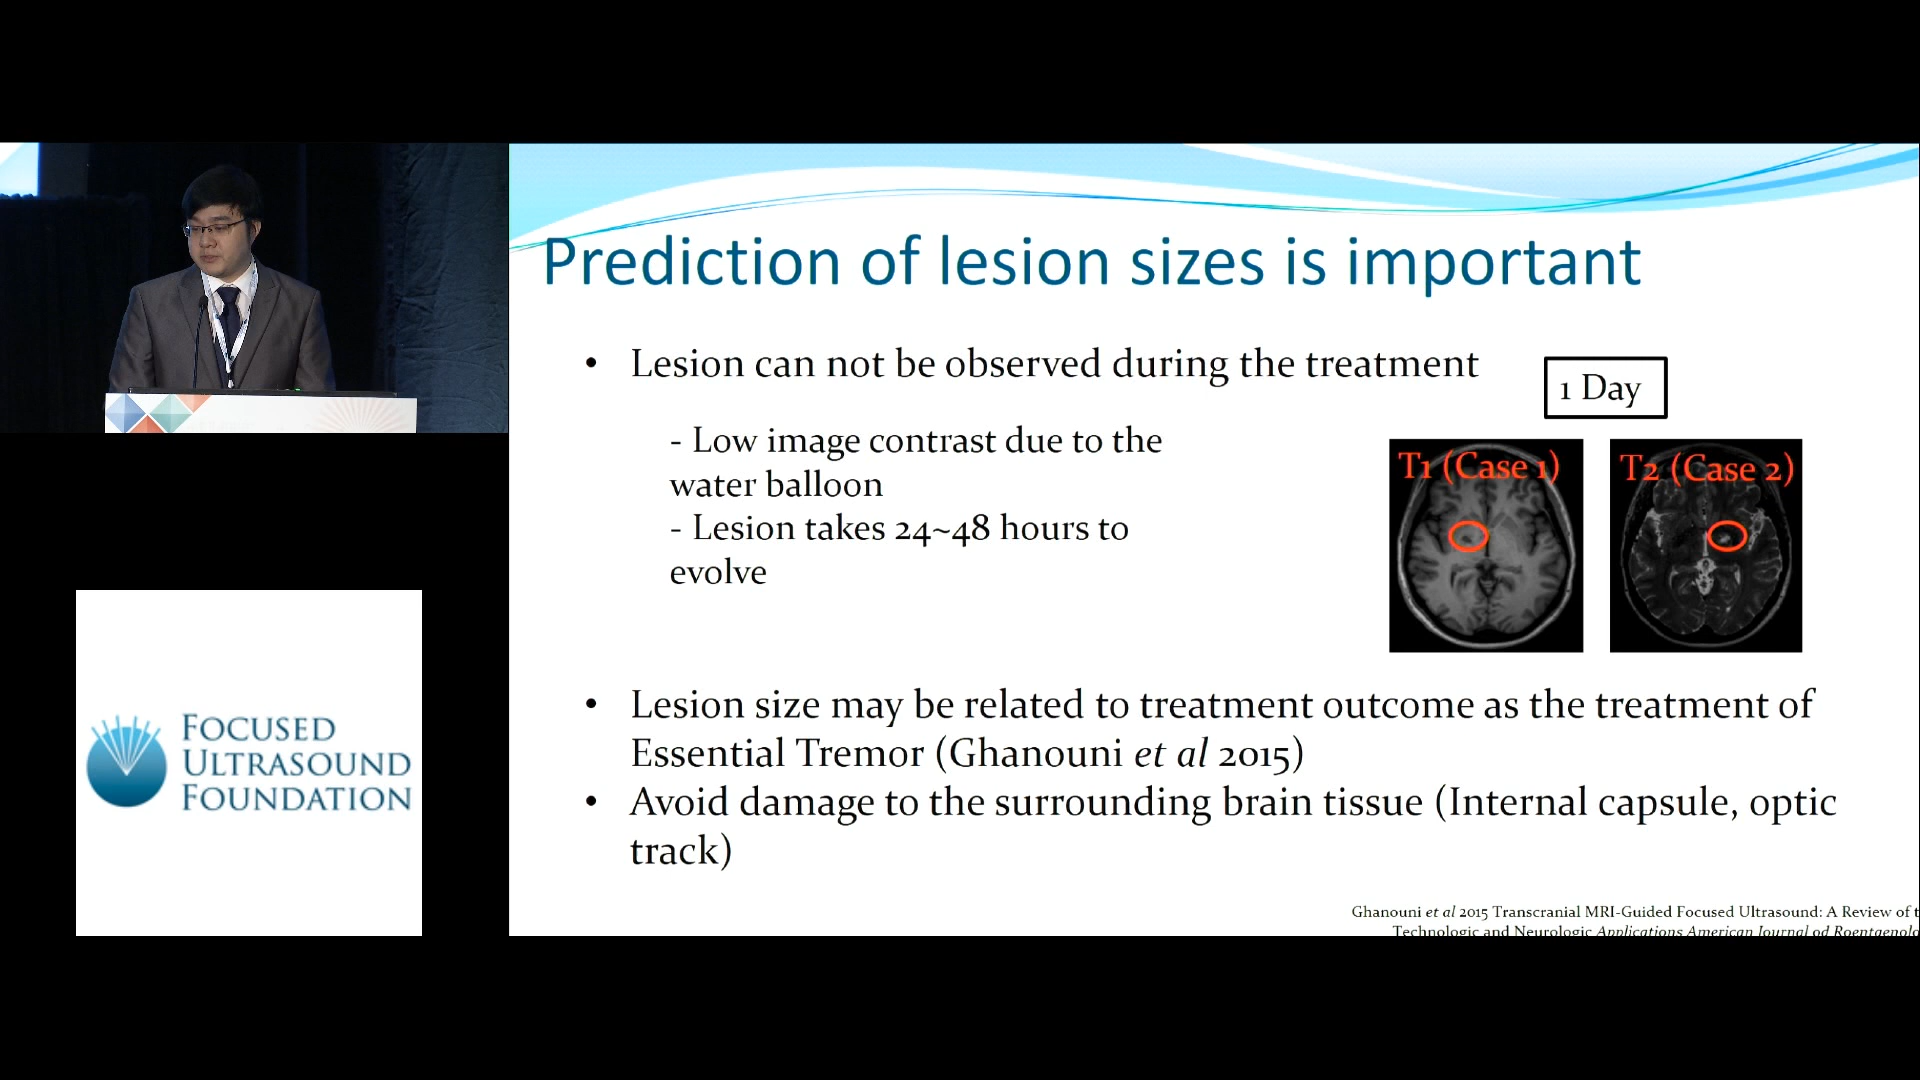 Prediction of lesion sizes is important
• Lesion can not be observed during the treatment
- Low image contrast due to the
water balloon
- Lesion takes 24~48 hours to
evolve
1 Day
T1 (Case 1)
T2 (Case 2)
• Lesion size may be related to treatment outcome as the treatment of
Essential Tremor (Ghanouni et al 2015)
• Avoid damage to the surrounding brain tissue (Internal capsule, optic
track)
Ghanouni et al 2015 Transcranial MRI-Guided Focused Ultrasound: A Review of
Technologic and Neurologic Applications American Journal od
FOCUSED
ULTRASOUND
FOUNDATION